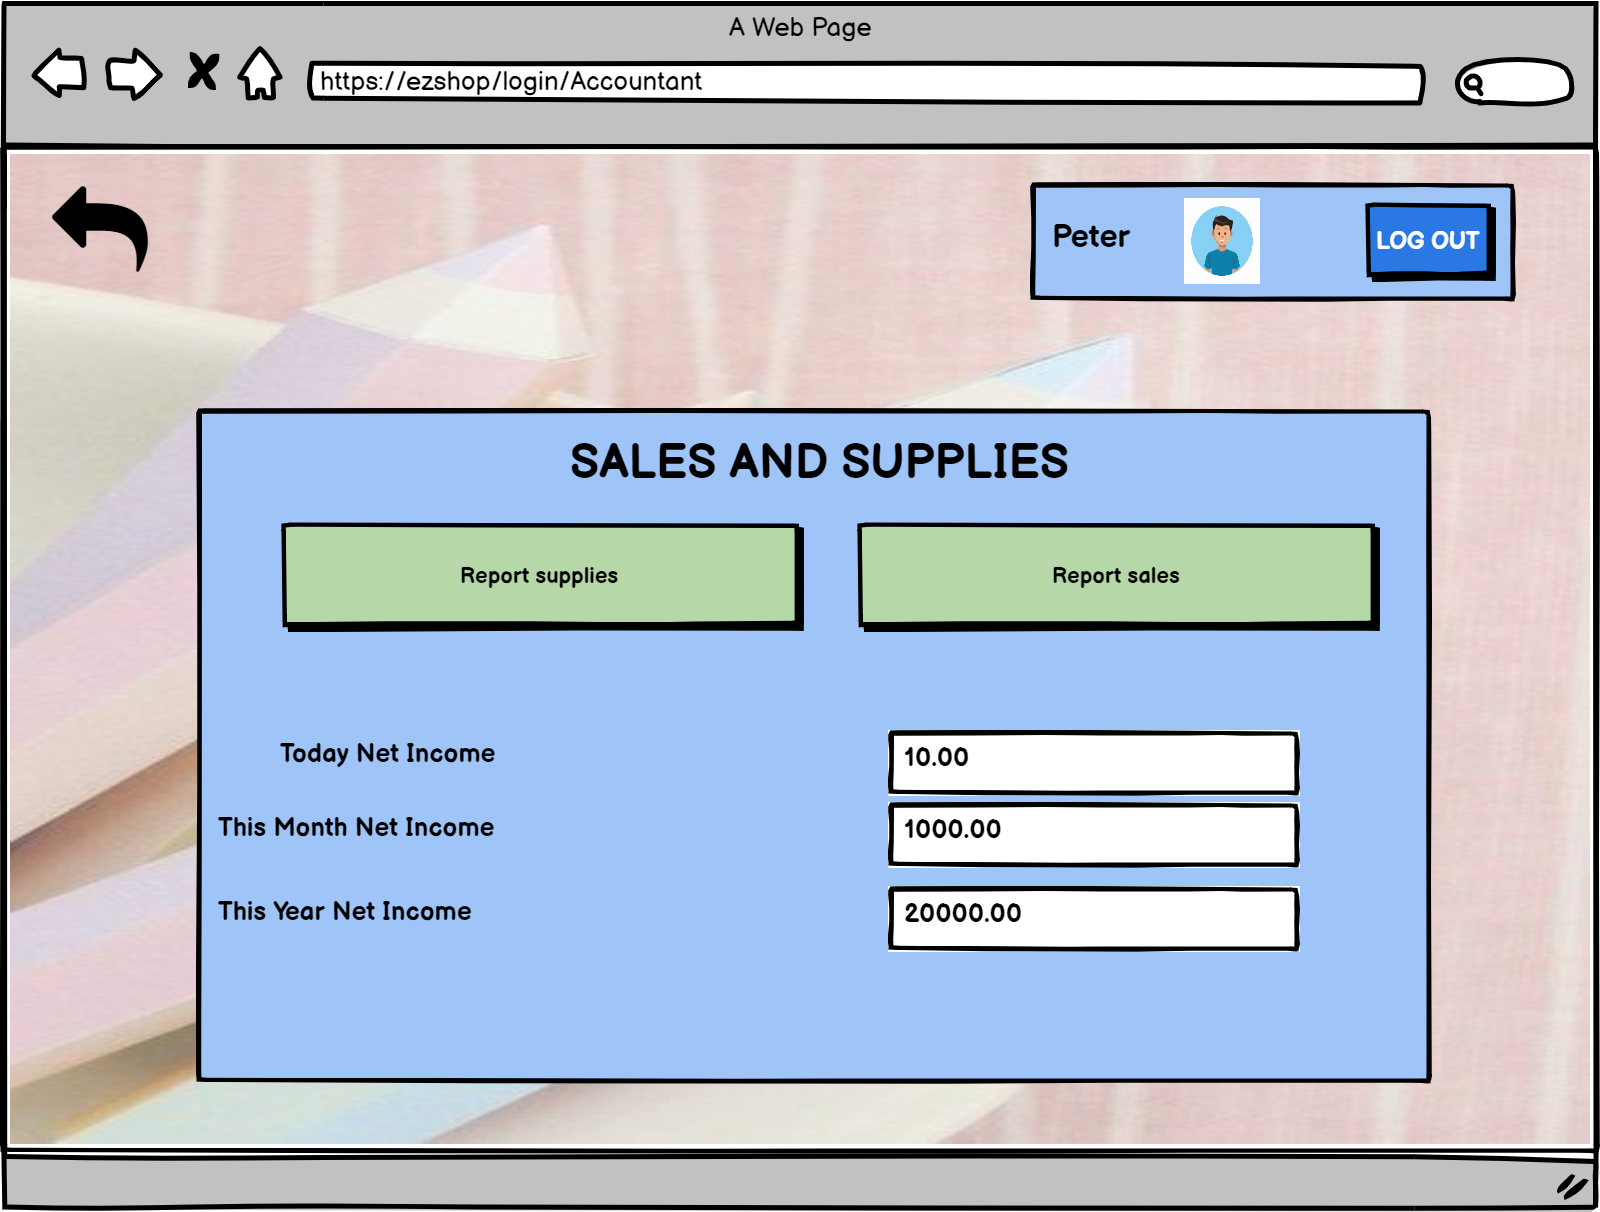 A Web Page
https://ezshop/login/Accountant
Peter
LOG OUT
SALES AND SUPPLIES
Report supplies
Report sales
Today Net Income
10.00
This Month Net Income
1000.00
This Year Net Income
20000.00